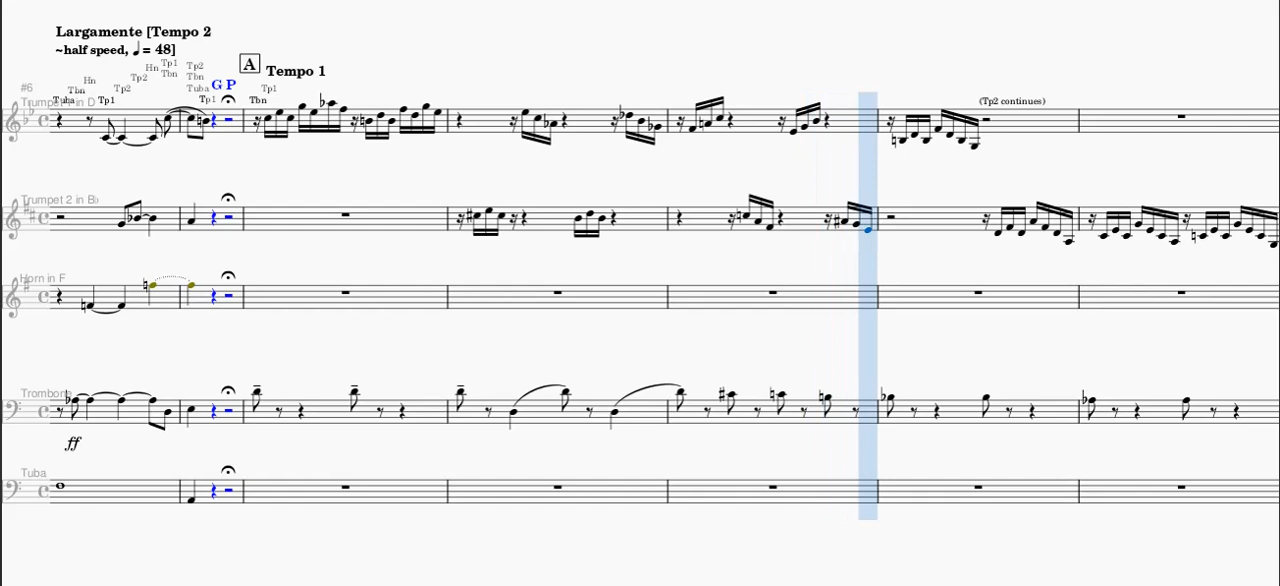 Largamente [Tempo 2
~half speed, ♩ = 48]
A Tempo 1
Hn Tp1 Tp2
Tbn Tbn
Hn Tp2 Tuba
Tbn Tp2 G P
#6 Tp1
Tuba Tp1 Tp1 Tbn (Tp2 continues)
in D
Trumpet 2 in B♭
Horn in F
Trombone
ff
Tuba